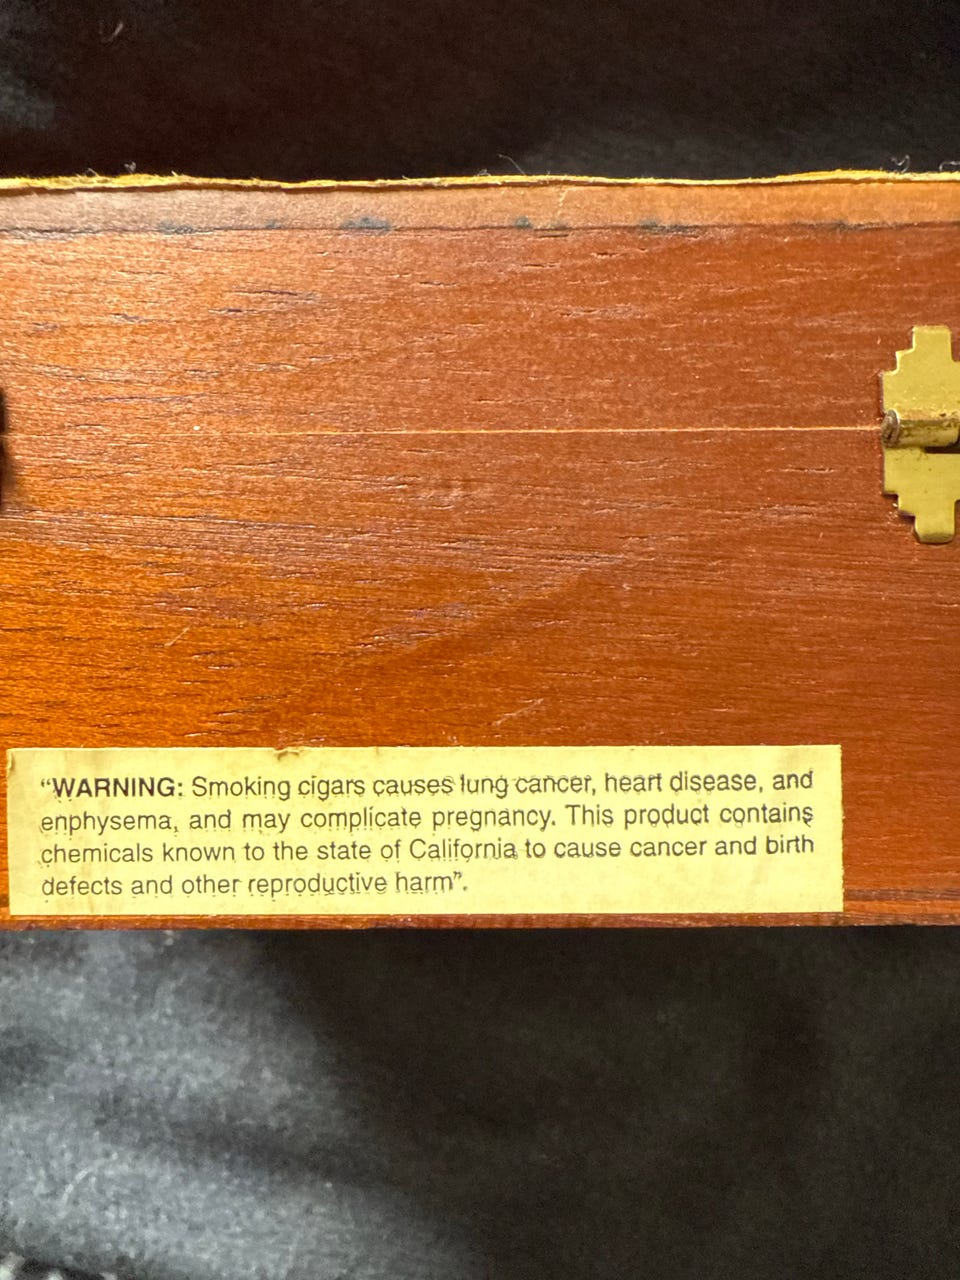 “WARNING: Smoking cigars causes lung cancer, heart disease, and
enphysema, and may complicate pregnancy. This product contains
chemicals known to the state of California to cause cancer and birth
defects and other reproductive harm”.